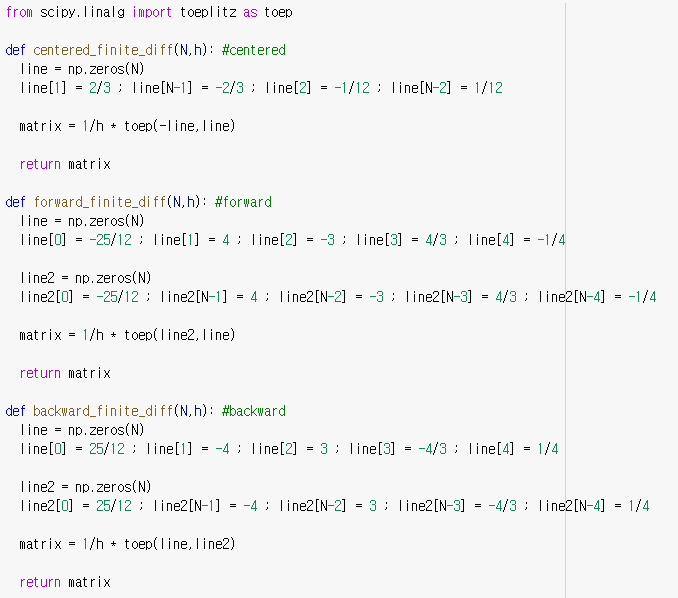 from scipy.linalg import toeplitz as toep
def centered_finite_diff(N,h): #centered
line = np.zeros(N)
line[1] = 2/3 ; line[N-1] = -2/3 ; line[2] = -1/12 ; line[N-2] = 1/12
matrix = 1/h * toep(-line,line)
return matrix
def forward_finite_diff(N,h): #forward
line = np.zeros(N)
line[0] = -25/12 ; line[1] = 4 ; line[2] = -3 ; line[3] = 4/3 ; line[4] = -1/4
line2 = np.zeros(N)
line2[0] = -25/12 ; line2[N-1] = 4 ; line2[N-2] = -3 ; line2[N-3] = 4/3 ; line2[N-4] = -1/4
matrix = 1/h * toep(line2,line)
return matrix
def backward_finite_diff(N,h): #backward
line = np.zeros(N)
line[0] = 25/12 ; line[1] = -4 ; line[2] = 3 ; line[3] = -4/3 ; line[4] = 1/4
line2 = np.zeros(N)
line2[0] = 25/12 ; line2[N-1] = -4 ; line2[N-2] = 3 ; line2[N-3] = -4/3 ; line2[N-4] = 1/4
matrix = 1/h * toep(line,line2)
return matrix